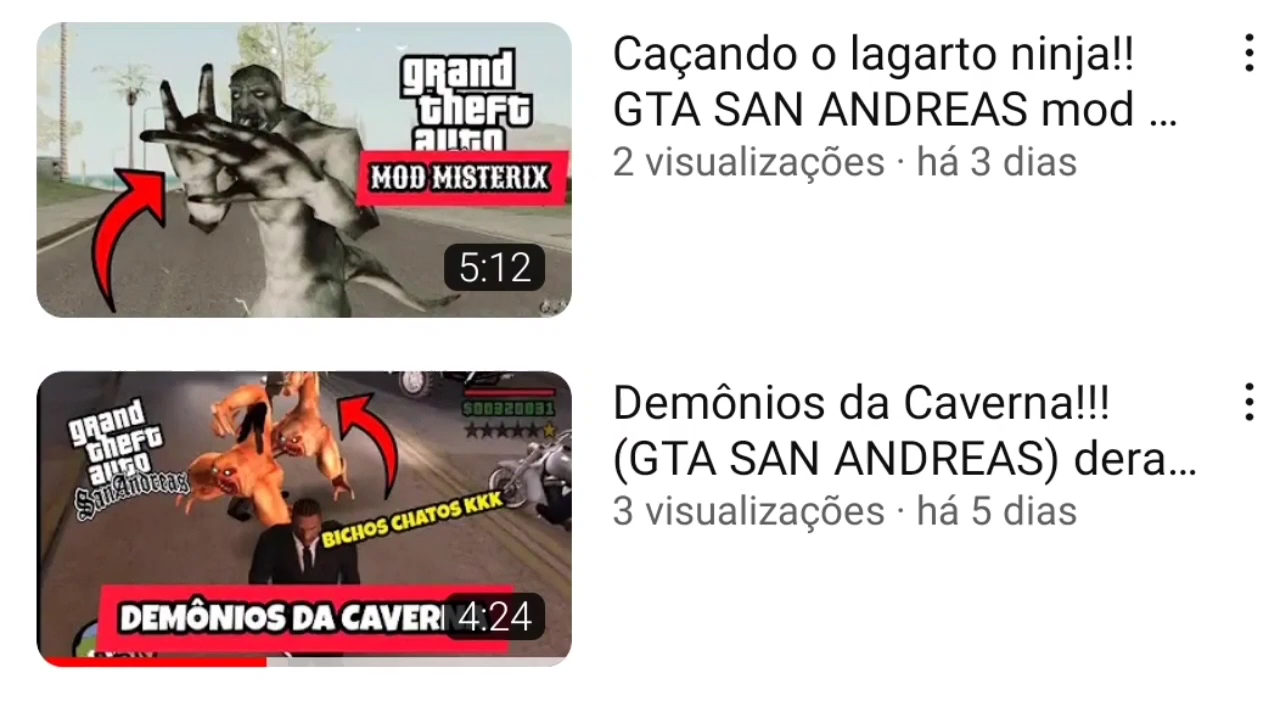 grand
theft
auto
MOD MISTERIX
5:12
Caçando o lagarto ninja!!
GTA SAN ANDREAS mod ...
2 visualizações · há 3 dias
grand
theft
auto
San Andreas
$00320031
BICHOS CHATOS KKK
DEMÔNIOS DA CAVERNA
4:24
Demônios da Caverna!!!
(GTA SAN ANDREAS) dera...
3 visualizações · há 5 dias